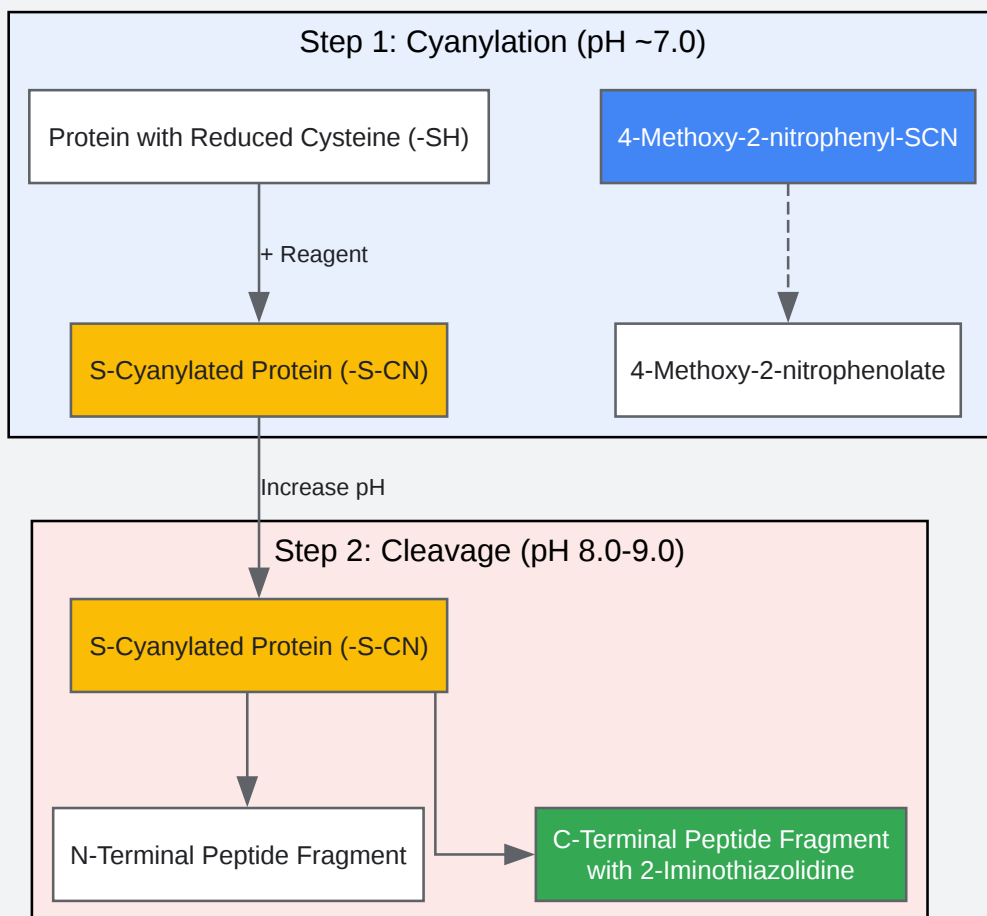 Step 1: Cyanylation (pH ~7.0)
Protein with Reduced Cysteine (-SH)
4-Methoxy-2-nitrophenyl-SCN
+ Reagent
S-Cyanylated Protein (-S-CN)
4-Methoxy-2-nitrophenolate
Increase pH
Step 2: Cleavage (pH 8.0-9.0)
S-Cyanylated Protein (-S-CN)
N-Terminal Peptide Fragment
C-Terminal Peptide Fragment
with 2-Iminothiazolidine